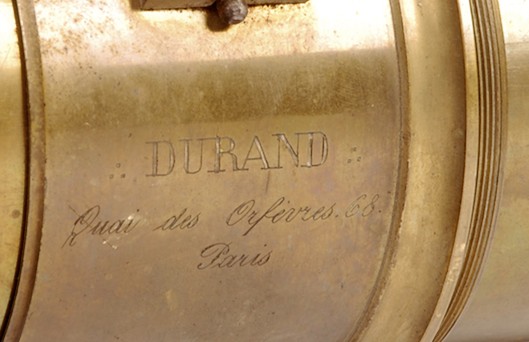 DURAND
Quai des Orfèvres. 68.
Paris